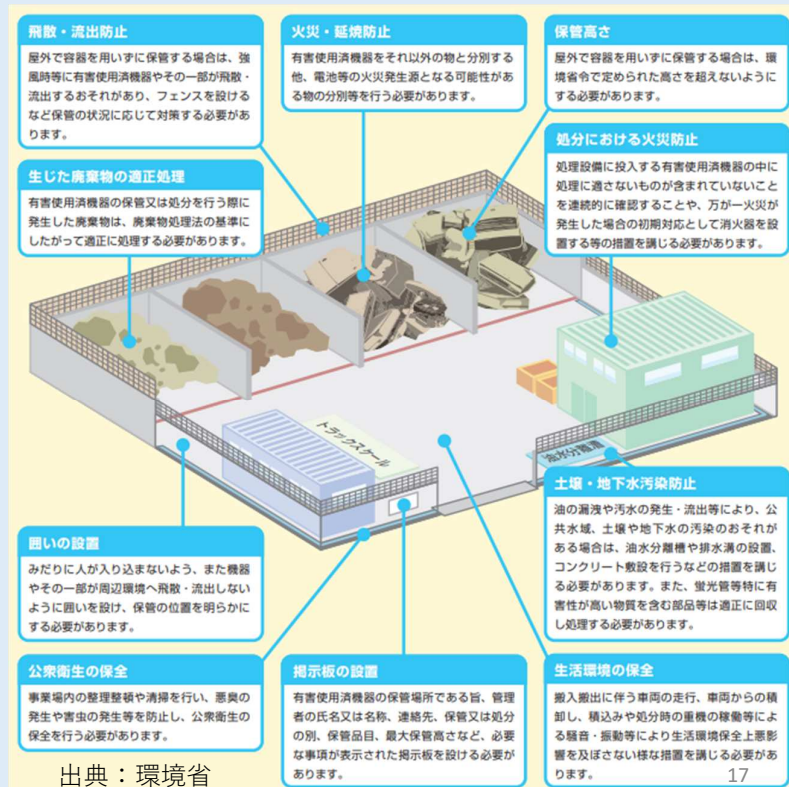 飛散・流出防止
屋外で容器を用いずに保管する場合は、強
風時等に有害使用済機器やその一部が飛散・
流出するおそれがあり、フェンスを設ける
など保管の状況に応じて対策する必要があ
ります。
火災・延焼防止
有害使用済機器をそれ以外の物と分別する
他、電池等の火災発生源となる可能性があ
る物の分別等を行う必要があります。
保管高さ
屋外で容器を用いずに保管する場合は、環
境省令で定められた高さを超えないように
する必要があります。
生じた廃棄物の適正処理
有害使用済機器の保管又は処分を行う際に
発生した廃棄物は、廃棄物処理法の基準に
したがって適正に処理する必要があります。
処分における火災防止
処理設備に投入する有害使用済機器の中に
処理に適さないものが含まれていないこと
を連続的に確認することや、万が一火災が
発生した場合の初期対応として消火器を設
置する等の措置を講じる必要があります。
トラックスケール
油水分離槽
囲いの設置
みだりに人が入り込まないよう、また機器
やその一部が周辺環境へ飛散・流出しない
ように囲いを設け、保管の位置を明らかに
する必要があります。
土壌・地下水汚染防止
油の漏洩や汚水の発生・流出等により、公
共水域、土壌や地下水の汚染のおそれが
ある場合は、油水分離槽や排水溝の設置、
コンクリート敷設を行うなどの措置を講じ
る必要があります。また、蛍光管等特に有
害性が高い物質を含む部品等は適正に回収
し処理する必要があります。
公衆衛生の保全
事業場内の整理整頓や清掃を行い、悪臭の
発生や害虫の発生等を防止し、公衆衛生の
保全を行う必要があります。
掲示板の設置
有害使用済機器の保管場所である旨、管理
者の氏名又は名称、連絡先、保管又は処分
の別、保管品目、最大保管高さなど、必要
な事項が表示された掲示板を設ける必要が
あります。
生活環境の保全
搬入搬出に伴う車両の走行、車両からの積
卸し、積込みや処分時の重機の稼働等によ
る騒音・振動等により生活環境保全上悪影
響を及ぼさない様な措置を講じる必要があ
ります。
出典：環境省
17